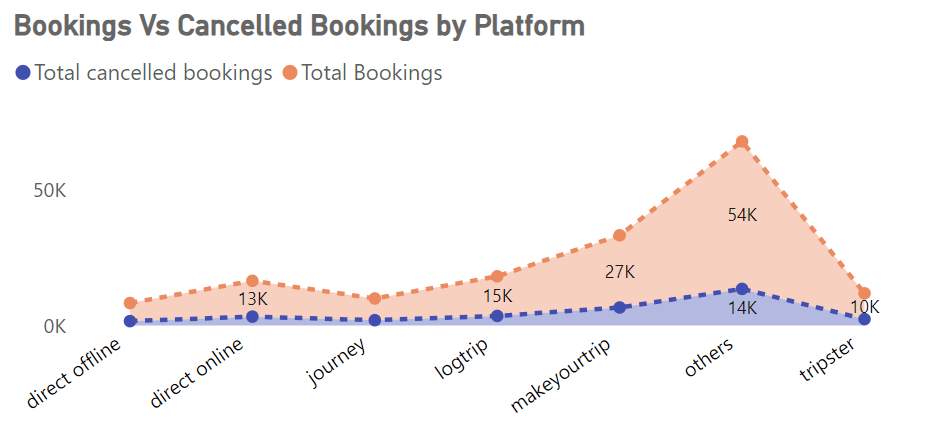 Bookings Vs Cancelled Bookings by Platform
Total cancelled bookings Total Bookings
50K
54K
27K
13K
15K
14K
10K
0K
direct offline
direct online
journey
logtrip
makeyourtrip
others
tripster